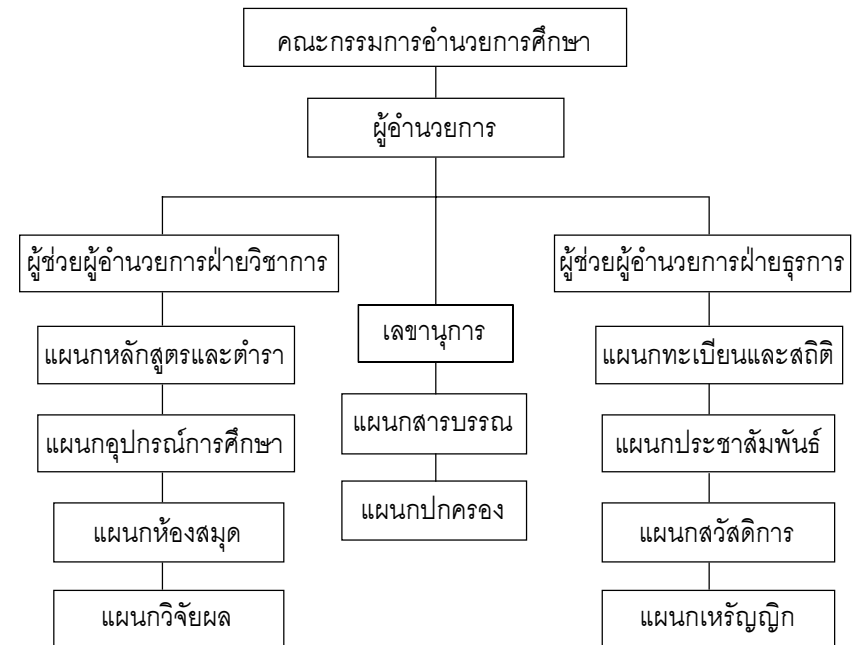 คณะกรรมการอำนวยการศึกษา
ผู้อำนวยการ
ผู้ช่วยผู้อำนวยการฝ่ายวิชาการ
ผู้ช่วยผู้อำนวยการฝ่ายธุรการ
เลขานุการ
แผนกหลักสูตรและตำรา
แผนกทะเบียนและสถิติ
แผนกสารบรรณ
แผนกอุปกรณ์การศึกษา
แผนกประชาสัมพันธ์
แผนกปกครอง
แผนกห้องสมุด
แผนกสวัสดิการ
แผนกวิจัยผล
แผนกเหรัญญิก